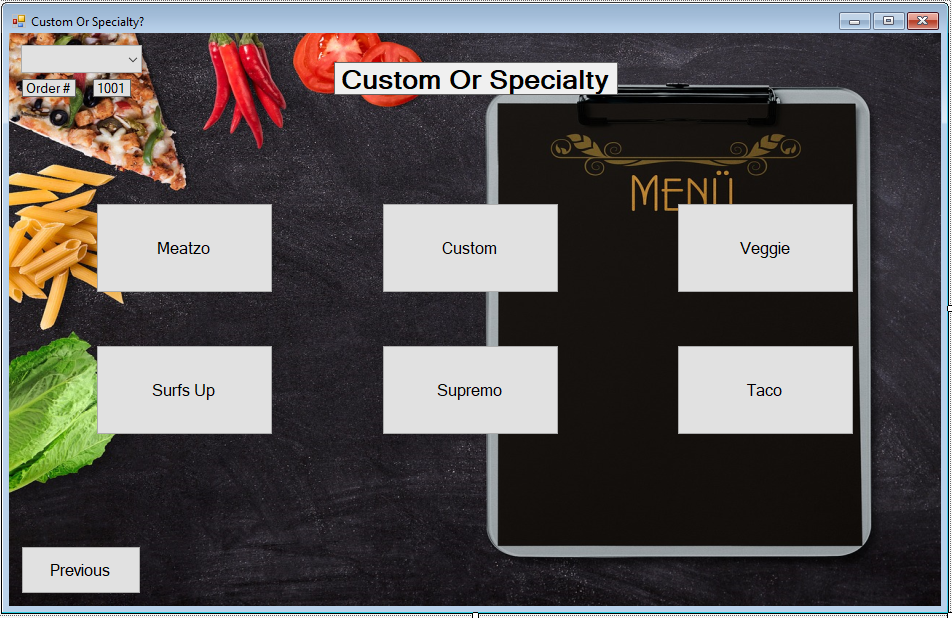 Custom Or Specialty?
Custom Or Specialty
Order # 1001
MENÜ
Meatzo Custom Veggie
Surfs Up Supremo Taco
Previous